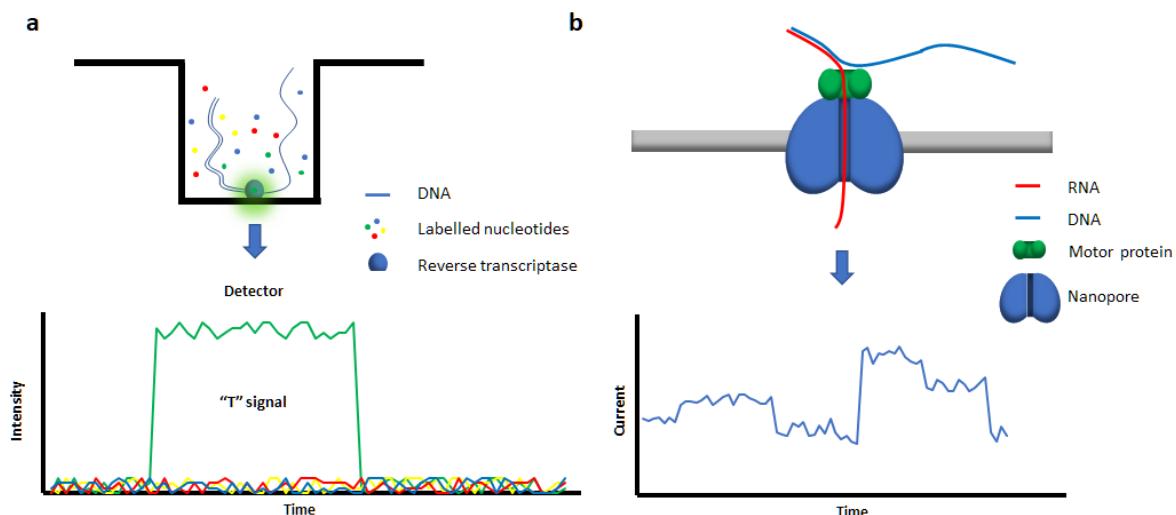 a
DNA
Labelled nucleotides
Reverse transcriptase
Detector
Intensity
“T” signal
Time
b
RNA
DNA
Motor protein
Nanopore
Current
Time